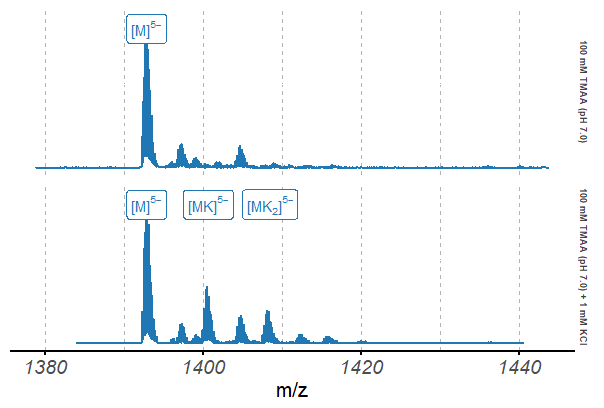 [M]⁵⁻
100 mM TMAA (pH 7.0)
[M]⁵⁻ [MK]⁵⁻ [MK₂]⁵⁻
100 mM TMAA (pH 7.0) + 1 mM KCl
1380 1400 1420 1440
m/z